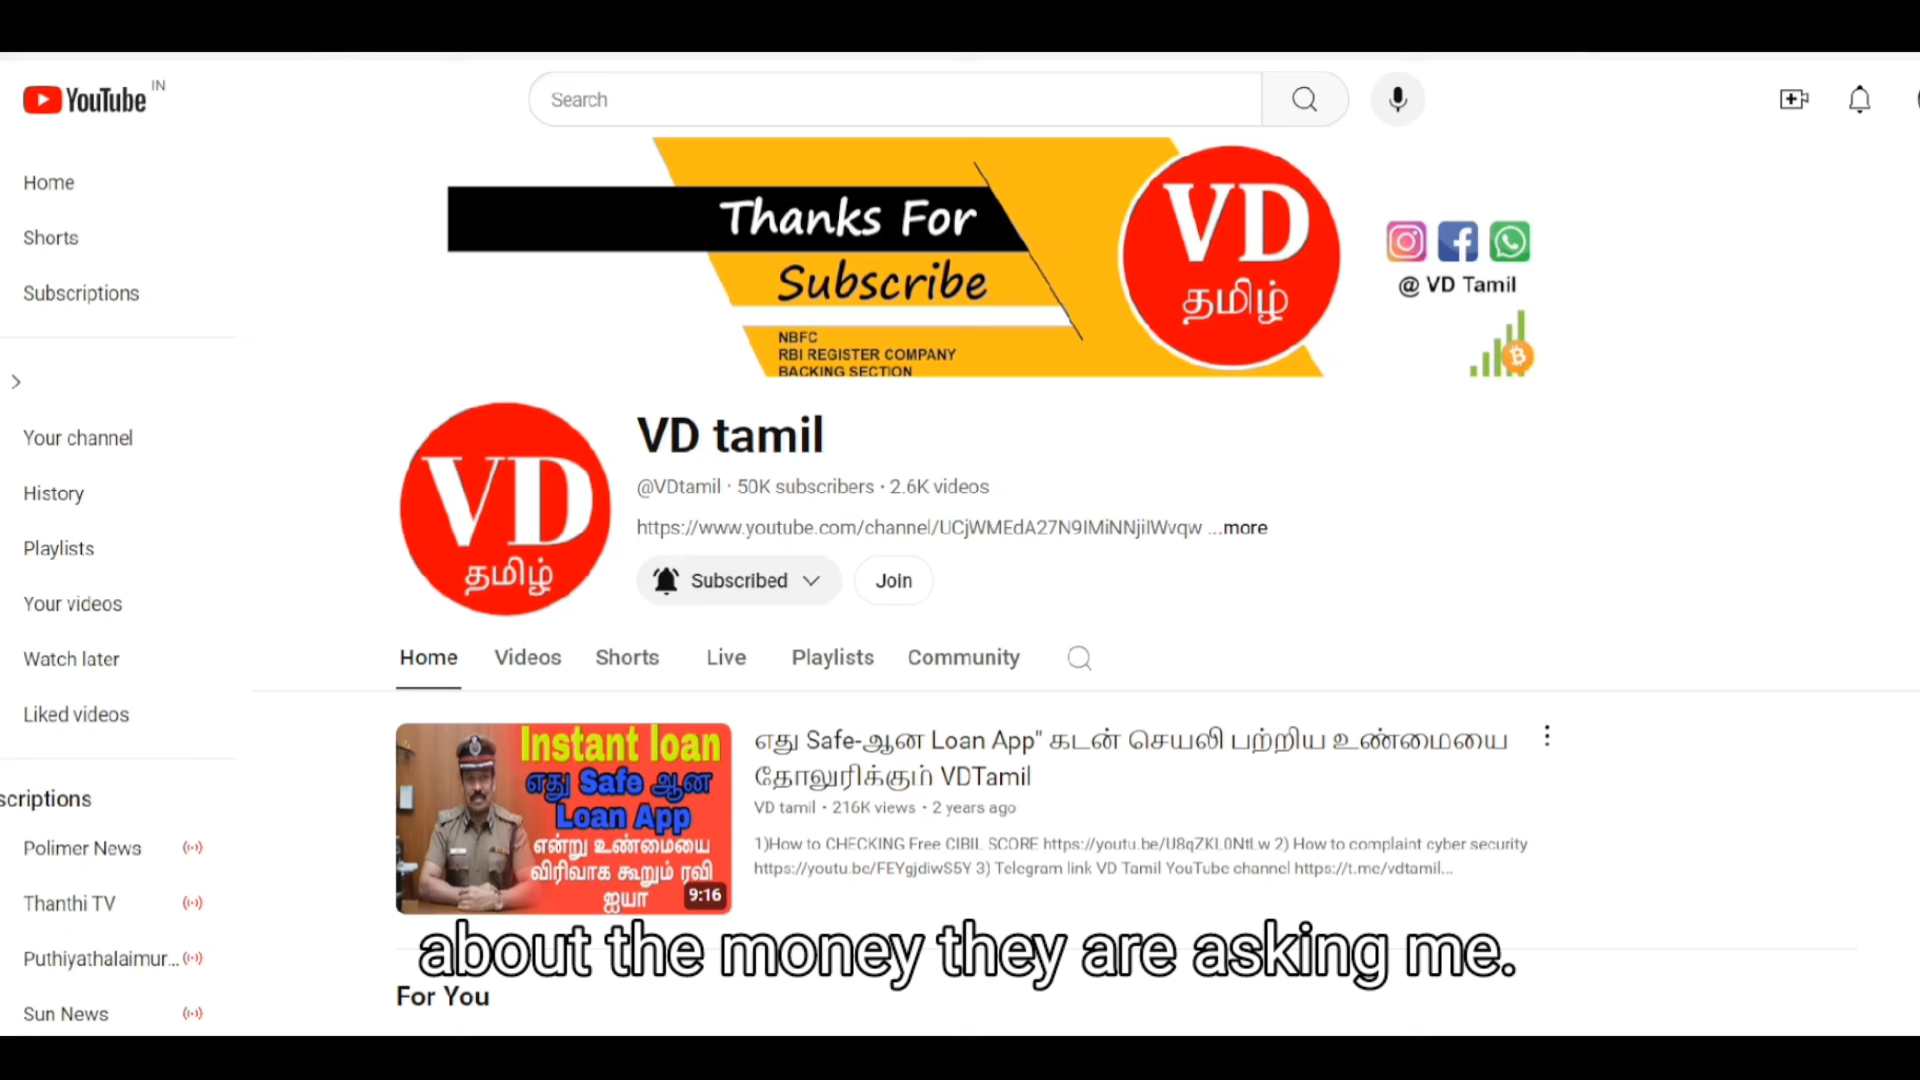 YouTube IN
Search
Home
Shorts
Subscriptions
Your channel
History
Playlists
Your videos
Watch later
Liked videos
scriptions
Polimer News
Thanthi TV
Puthiyathalaimur...
Sun News
Thanks For
Subscribe
NBFC
RBI REGISTER COMPANY
BACKING SECTION
VD
தமிழ்
@ VD Tamil
VD
தமிழ்
VD tamil
@VDtamil · 50K subscribers · 2.6K videos
https://www.youtube.com/channel/UCjWMEdA27N9IMiNNjiIWvqw ...more
Subscribed
Join
Home Videos Shorts Live Playlists Community
Instant loan
எது Safe ஆன
Loan App
என்று உண்மையை
விரிவாக கூறும் ரவி
ஐயா
9:16
எது Safe-ஆன Loan App" கடன் செயலி பற்றிய உண்மையை
தோலுரிக்கும் VDTamil
VD tamil · 216K views · 2 years ago
1)How to CHECKING Free CIBIL SCORE https://youtu.be/U8qZKL0NtLw 2) How to complaint cyber security
https://youtu.be/FEYgjdiwS5Y 3) Telegram link VD Tamil YouTube channel https://t.me/vdtamil...
about the money they are asking me.
For You